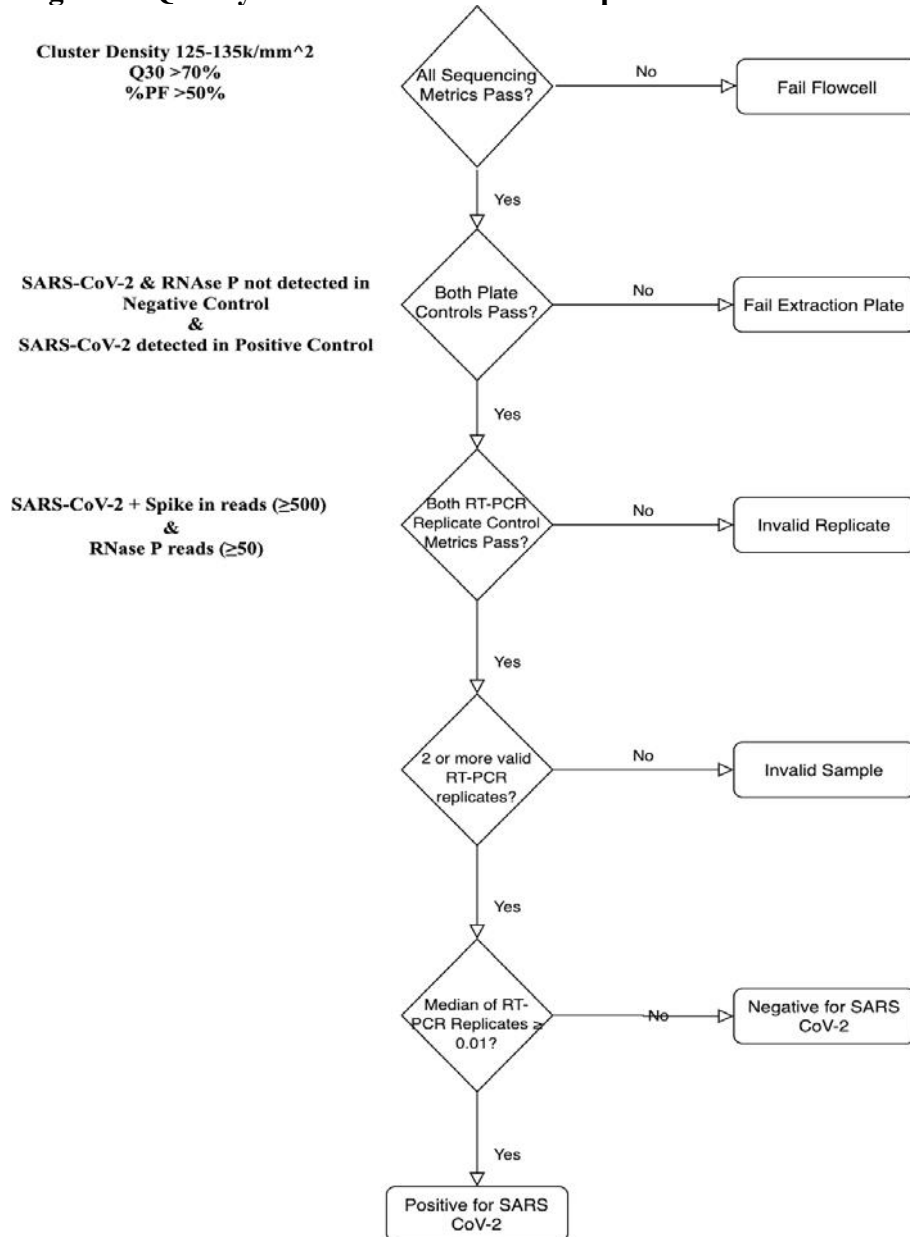 Cluster Density 125-135k/mm^2
Q30 >70%
%PF >50%
All Sequencing
Metrics Pass?
No
Fail Flowcell
Yes
SARS-CoV-2 & RNAse P not detected in
Negative Control
&
SARS-CoV-2 detected in Positive Control
Both Plate
Controls Pass?
No
Fail Extraction Plate
Yes
SARS-CoV-2 + Spike in reads (≥500)
&
RNase P reads (≥50)
Both RT-PCR
Replicate Control
Metrics Pass?
No
Invalid Replicate
Yes
2 or more valid
RT-PCR
replicates?
No
Invalid Sample
Yes
Median of RT-
PCR Replicates ≥
0.01?
No
Negative for SARS
CoV-2
Yes
Positive for SARS
CoV-2